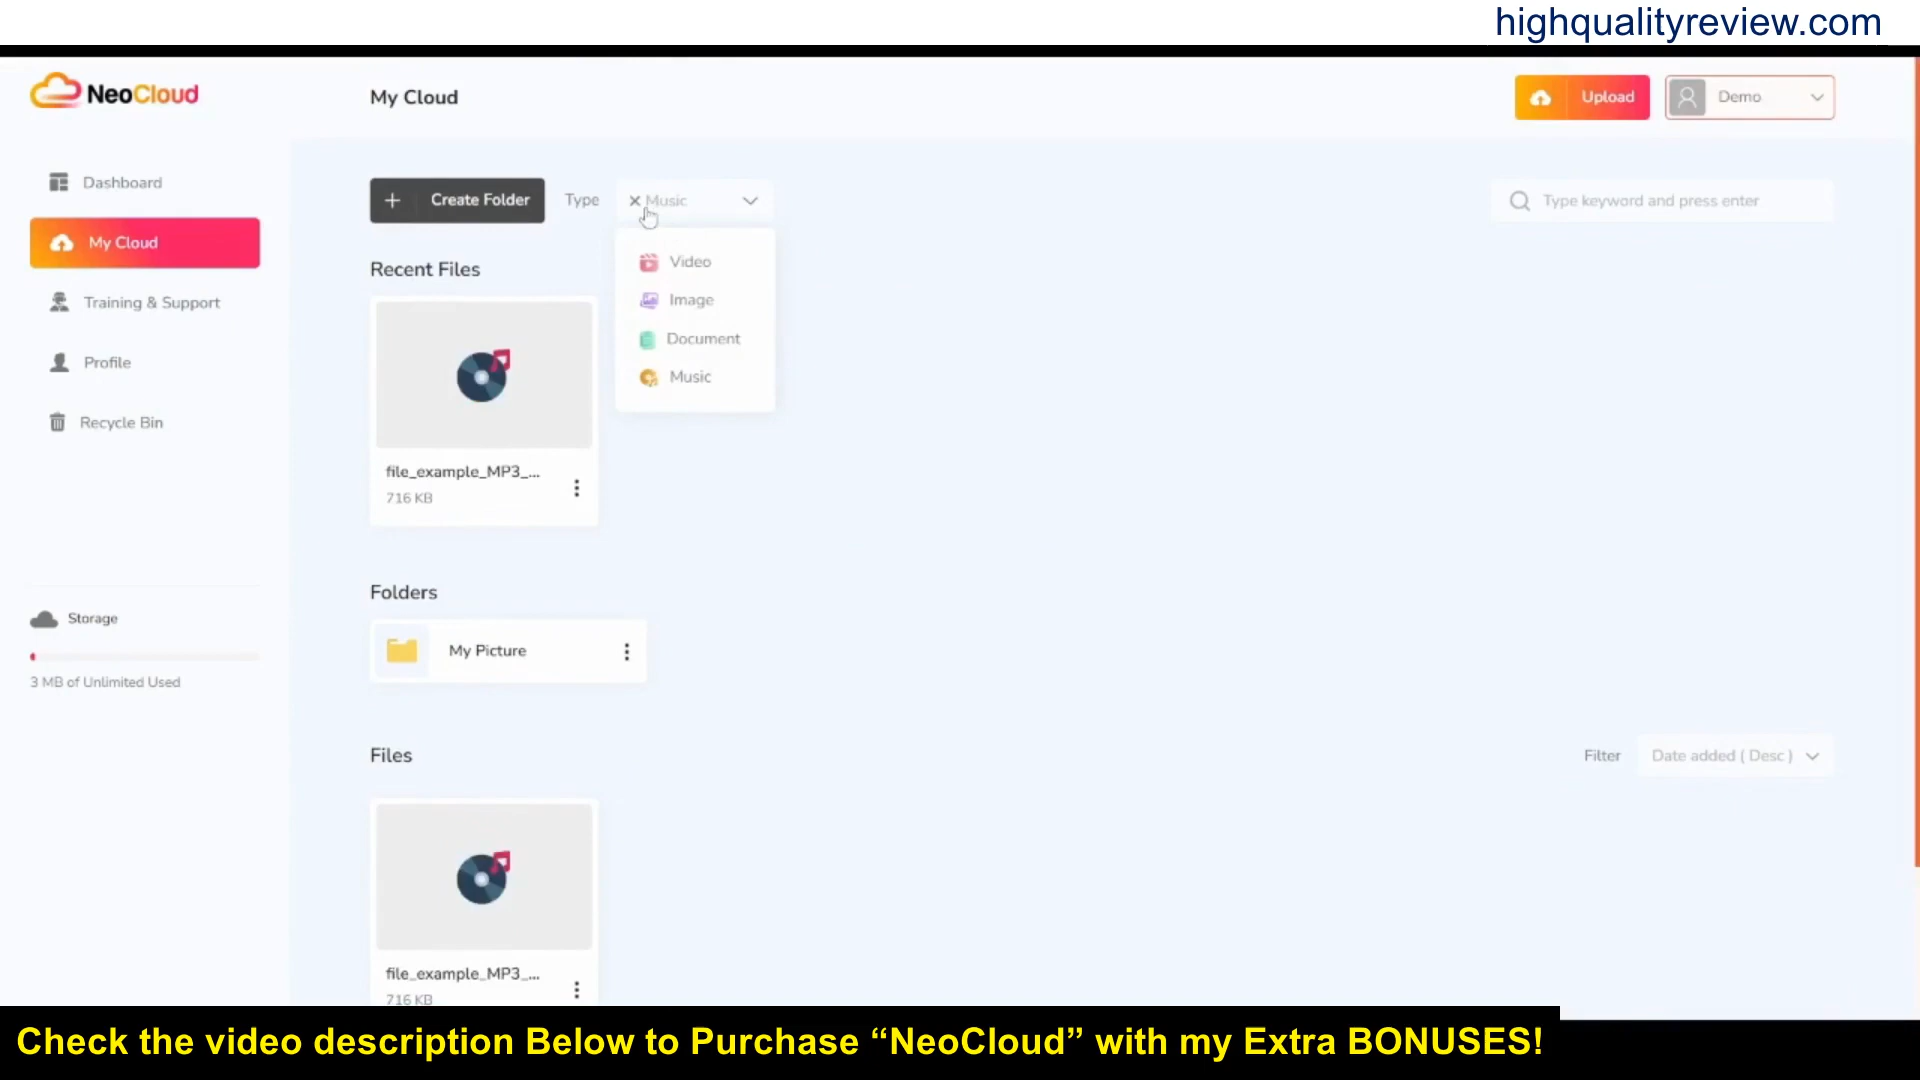 highqualityreview.com
NeoCloud
My Cloud
Upload
Demo
Dashboard
My Cloud
Training & Support
Profile
Recycle Bin
Storage
3 MB of Unlimited Used
Create Folder
Type
Music
Type keyword and press enter
Video
Image
Document
Music
Recent Files
file_example_MP3_...
716 KB
Folders
My Picture
Files
Filter
Date added ( Desc )
file_example_MP3_...
716 KB
Check the video description Below to Purchase “NeoCloud” with my Extra BONUSES!